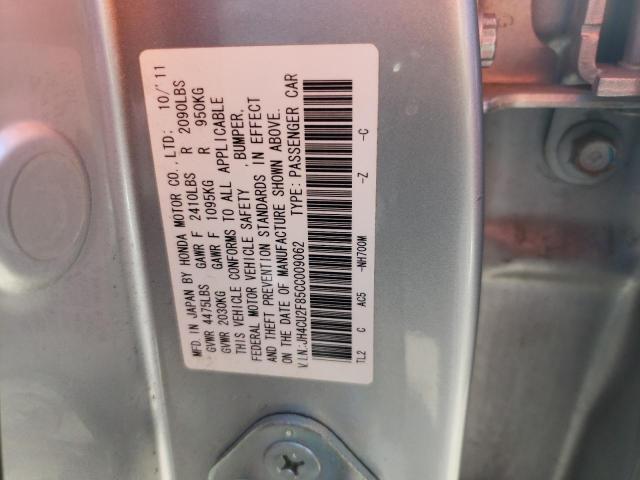 MFD. IN JAPAN BY HONDA MOTOR CO.,LTD: 10/'11
GVWR 4475LBS GAWR F 2410LBS R 2090LBS
GVWR 2030KG GAWR F 1095KG R 950KG
THIS VEHICLE CONFORMS TO ALL APPLICABLE
FEDERAL MOTOR VEHICLE SAFETY ,BUMPER,
AND THEFT PREVENTION STANDARDS IN EFFECT
ON THE DATE OF MANUFACTURE SHOWN ABOVE.
V.I.N:JH4CU2F85CC009062 TYPE: PASSENGER CAR
TL2 C AG5 -NH700M -Z -C